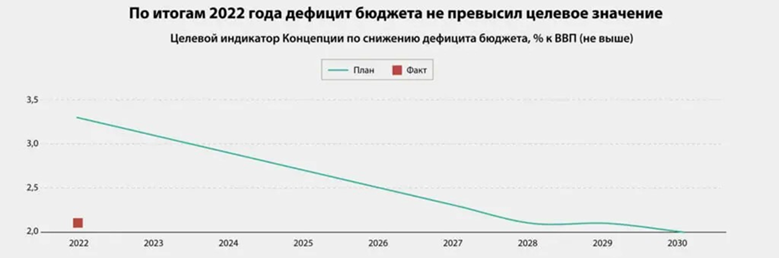 По итогам 2022 года дефицит бюджета не превысил целевое значение
Целевой индикатор Концепции по снижению дефицита бюджета, % к ВВП (не выше)
План Факт
3,5
3,0
2,5
2,0
2022 2023 2024 2025 2026 2027 2028 2029 2030